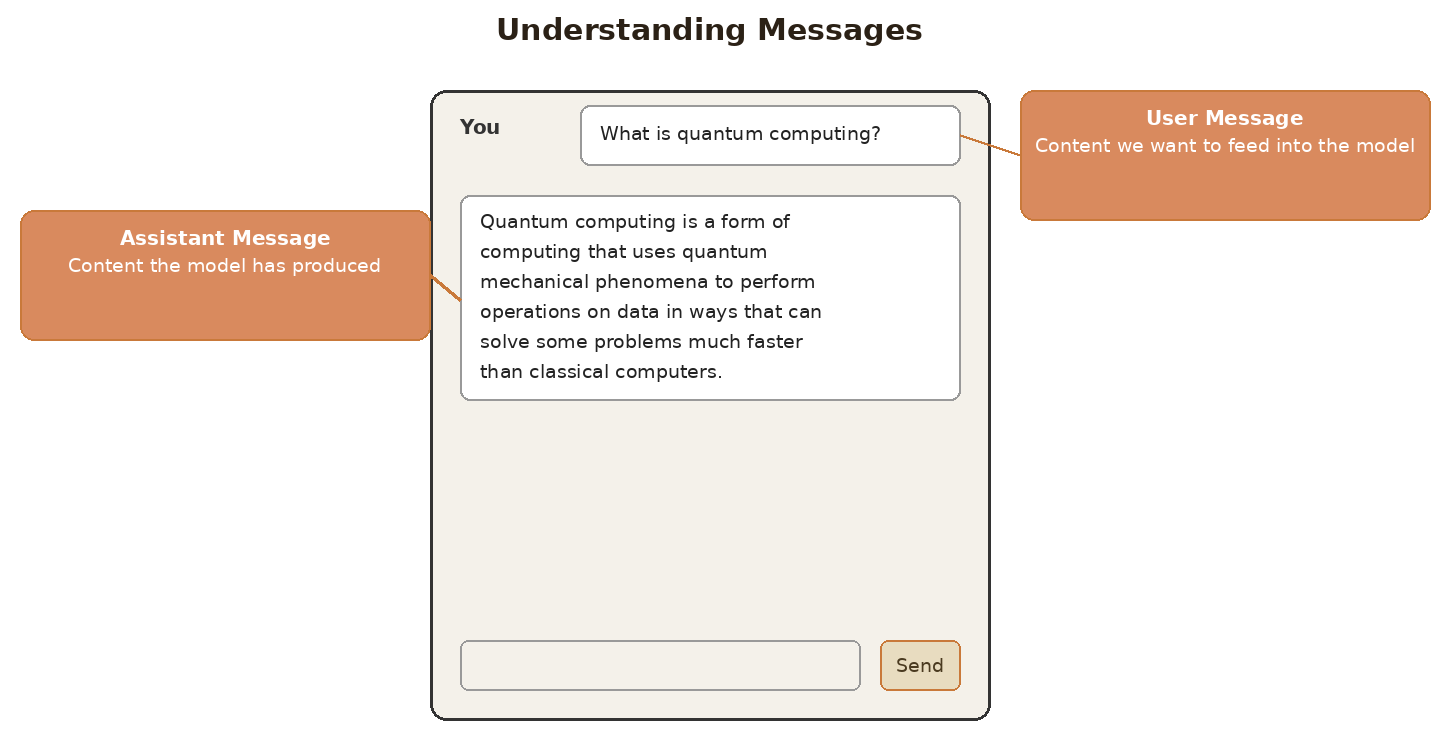 Understanding Messages
You
What is quantum computing?
User Message
Content we want to feed into the model
Assistant Message
Content the model has produced
Quantum computing is a form of
computing that uses quantum
mechanical phenomena to perform
operations on data in ways that can
solve some problems much faster
than classical computers.
Send